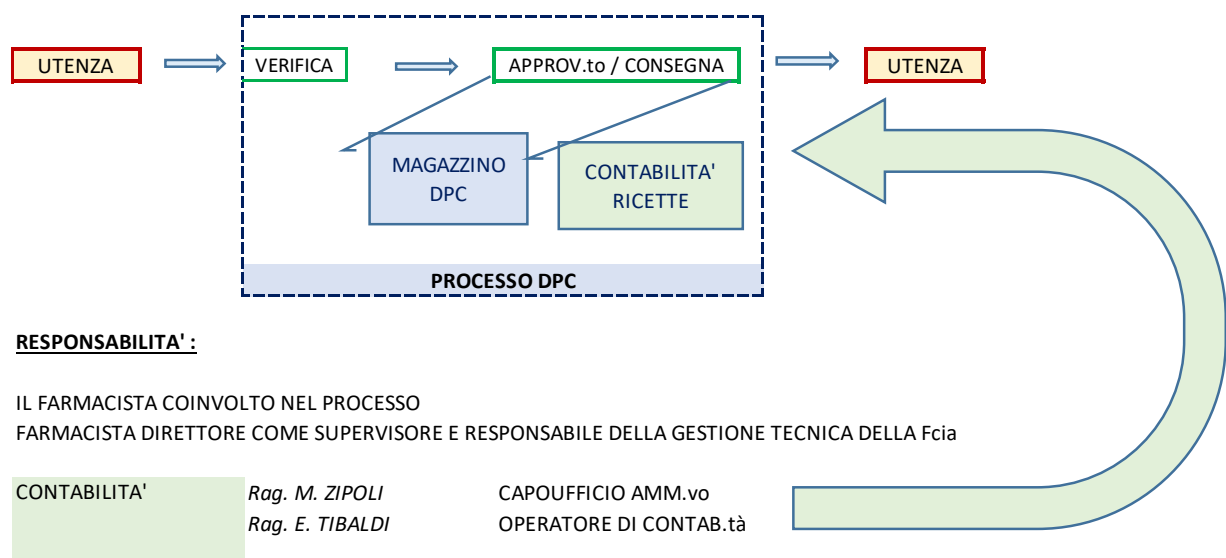 UTENZA
VERIFICA
APPROV.to / CONSEGNA
UTENZA
MAGAZZINO
DPC
CONTABILITA'
RICETTE
PROCESSO DPC
RESPONSABILITA' :
IL FARMACISTA COINVOLTO NEL PROCESSO
FARMACISTA DIRETTORE COME SUPERVISORE E RESPONSABILE DELLA GESTIONE TECNICA DELLA Fcia
CONTABILITA' Rag. M. ZIPOLI CAPOUFFICIO AMM.vo
Rag. E. TIBALDI OPERATORE DI CONTAB.tà